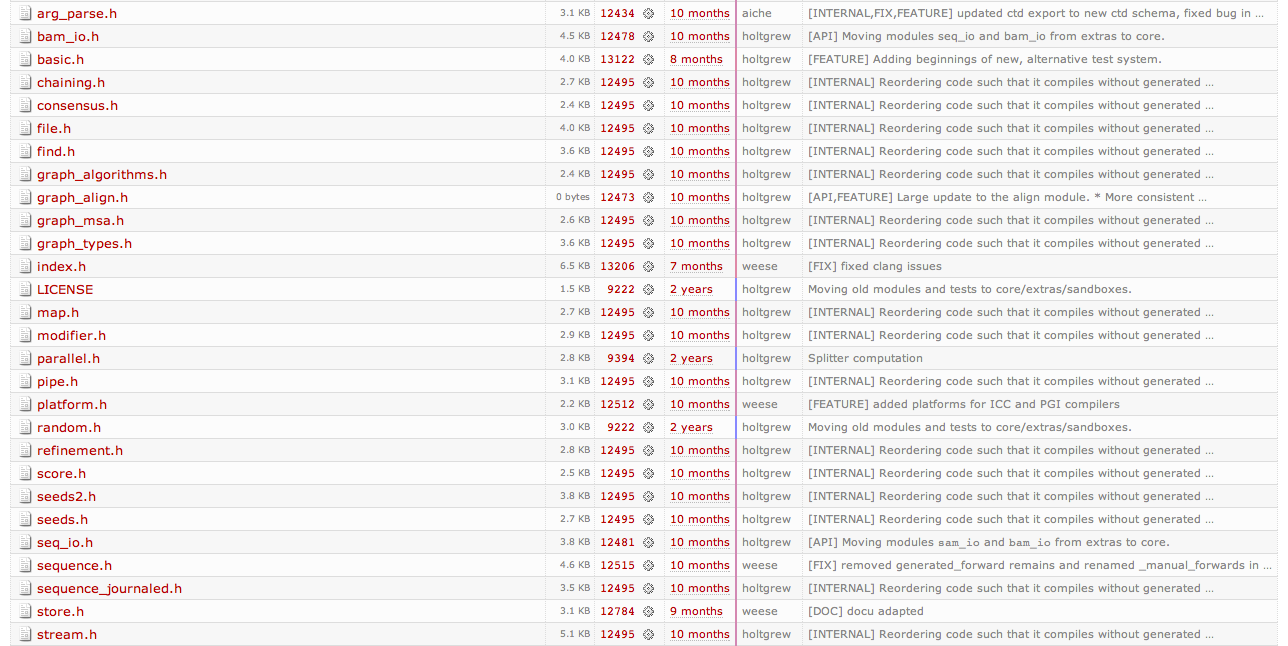 arg_parse.h 3.1 KB 12434 10 months aiche [INTERNAL,FIX,FEATURE] updated ctd export to new ctd schema, fixed bug in ...
bam_io.h 4.5 KB 12478 10 months holtgrew [API] Moving modules seq_io and bam_io from extras to core.
basic.h 4.0 KB 13122 8 months holtgrew [FEATURE] Adding beginnings of new, alternative test system.
chaining.h 2.7 KB 12495 10 months holtgrew [INTERNAL] Reordering code such that it compiles without generated ...
consensus.h 2.4 KB 12495 10 months holtgrew [INTERNAL] Reordering code such that it compiles without generated ...
file.h 4.0 KB 12495 10 months holtgrew [INTERNAL] Reordering code such that it compiles without generated ...
find.h 3.6 KB 12495 10 months holtgrew [INTERNAL] Reordering code such that it compiles without generated ...
graph_algorithms.h 2.4 KB 12495 10 months holtgrew [INTERNAL] Reordering code such that it compiles without generated ...
graph_align.h 0 bytes 12473 10 months holtgrew [API,FEATURE] Large update to the align module. * More consistent ...
graph_msa.h 2.6 KB 12495 10 months holtgrew [INTERNAL] Reordering code such that it compiles without generated ...
graph_types.h 3.6 KB 12495 10 months holtgrew [INTERNAL] Reordering code such that it compiles without generated ...
index.h 6.5 KB 13206 7 months weese [FIX] fixed clang issues
LICENSE 1.5 KB 9222 2 years holtgrew Moving old modules and tests to core/extras/sandboxes.
map.h 2.7 KB 12495 10 months holtgrew [INTERNAL] Reordering code such that it compiles without generated ...
modifier.h 2.9 KB 12495 10 months holtgrew [INTERNAL] Reordering code such that it compiles without generated ...
parallel.h 2.8 KB 9394 2 years holtgrew Splitter computation
pipe.h 3.1 KB 12495 10 months holtgrew [INTERNAL] Reordering code such that it compiles without generated ...
platform.h 2.2 KB 12512 10 months weese [FEATURE] added platforms for ICC and PGI compilers
random.h 3.0 KB 9222 2 years holtgrew Moving old modules and tests to core/extras/sandboxes.
refinement.h 2.8 KB 12495 10 months holtgrew [INTERNAL] Reordering code such that it compiles without generated ...
score.h 2.5 KB 12495 10 months holtgrew [INTERNAL] Reordering code such that it compiles without generated ...
seeds2.h 3.8 KB 12495 10 months holtgrew [INTERNAL] Reordering code such that it compiles without generated ...
seeds.h 2.7 KB 12495 10 months holtgrew [INTERNAL] Reordering code such that it compiles without generated ...
seq_io.h 3.8 KB 12481 10 months holtgrew [API] Moving modules sam_io and bam_io from extras to core.
sequence.h 4.6 KB 12515 10 months weese [FIX] removed generated_forward remains and renamed _manual_forwards in ...
sequence_journaled.h 3.5 KB 12495 10 months holtgrew [INTERNAL] Reordering code such that it compiles without generated ...
store.h 3.1 KB 12784 9 months weese [DOC] docu adapted
stream.h 5.1 KB 12495 10 months holtgrew [INTERNAL] Reordering code such that it compiles without generated ...